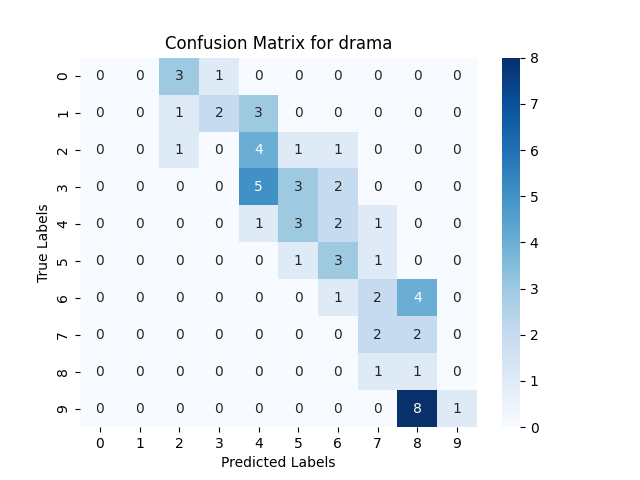 Confusion Matrix for drama
True Labels
0 0 0 3 1 0 0 0 0 0 0
1 0 0 1 2 3 0 0 0 0 0
2 0 0 1 0 4 1 1 0 0 0
3 0 0 0 0 5 3 2 0 0 0
4 0 0 0 0 1 3 2 1 0 0
5 0 0 0 0 0 1 3 1 0 0
6 0 0 0 0 0 0 1 2 4 0
7 0 0 0 0 0 0 0 2 2 0
8 0 0 0 0 0 0 0 1 1 0
9 0 0 0 0 0 0 0 0 8 1
0 1 2 3 4 5 6 7 8 9
Predicted Labels
8
7
6
5
4
3
2
1
0